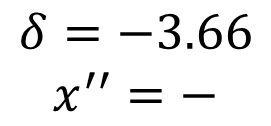 δ = −3.66
x′′ = −